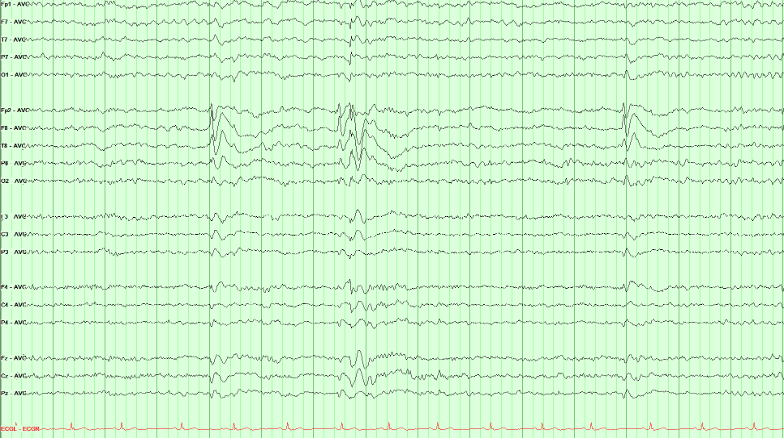 Fp1 - AVG
F7 - AVG
T7 - AVG
P7 - AVG
O1 - AVG
Fp2 - AVG
F8 - AVG
T8 - AVG
P8 AVG
O2 AVG
AVG
C3 AVG
P3 AVG
F4 - AVG
C4 - AVG
P4 - AVG
Fz - AVG
Cz - AVG
Pz - AVG
ECGL - ECGR